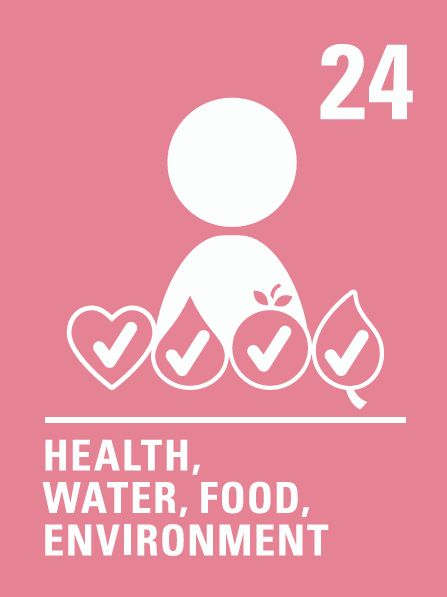 24
HEALTH,
WATER, FOOD,
ENVIRONMENT